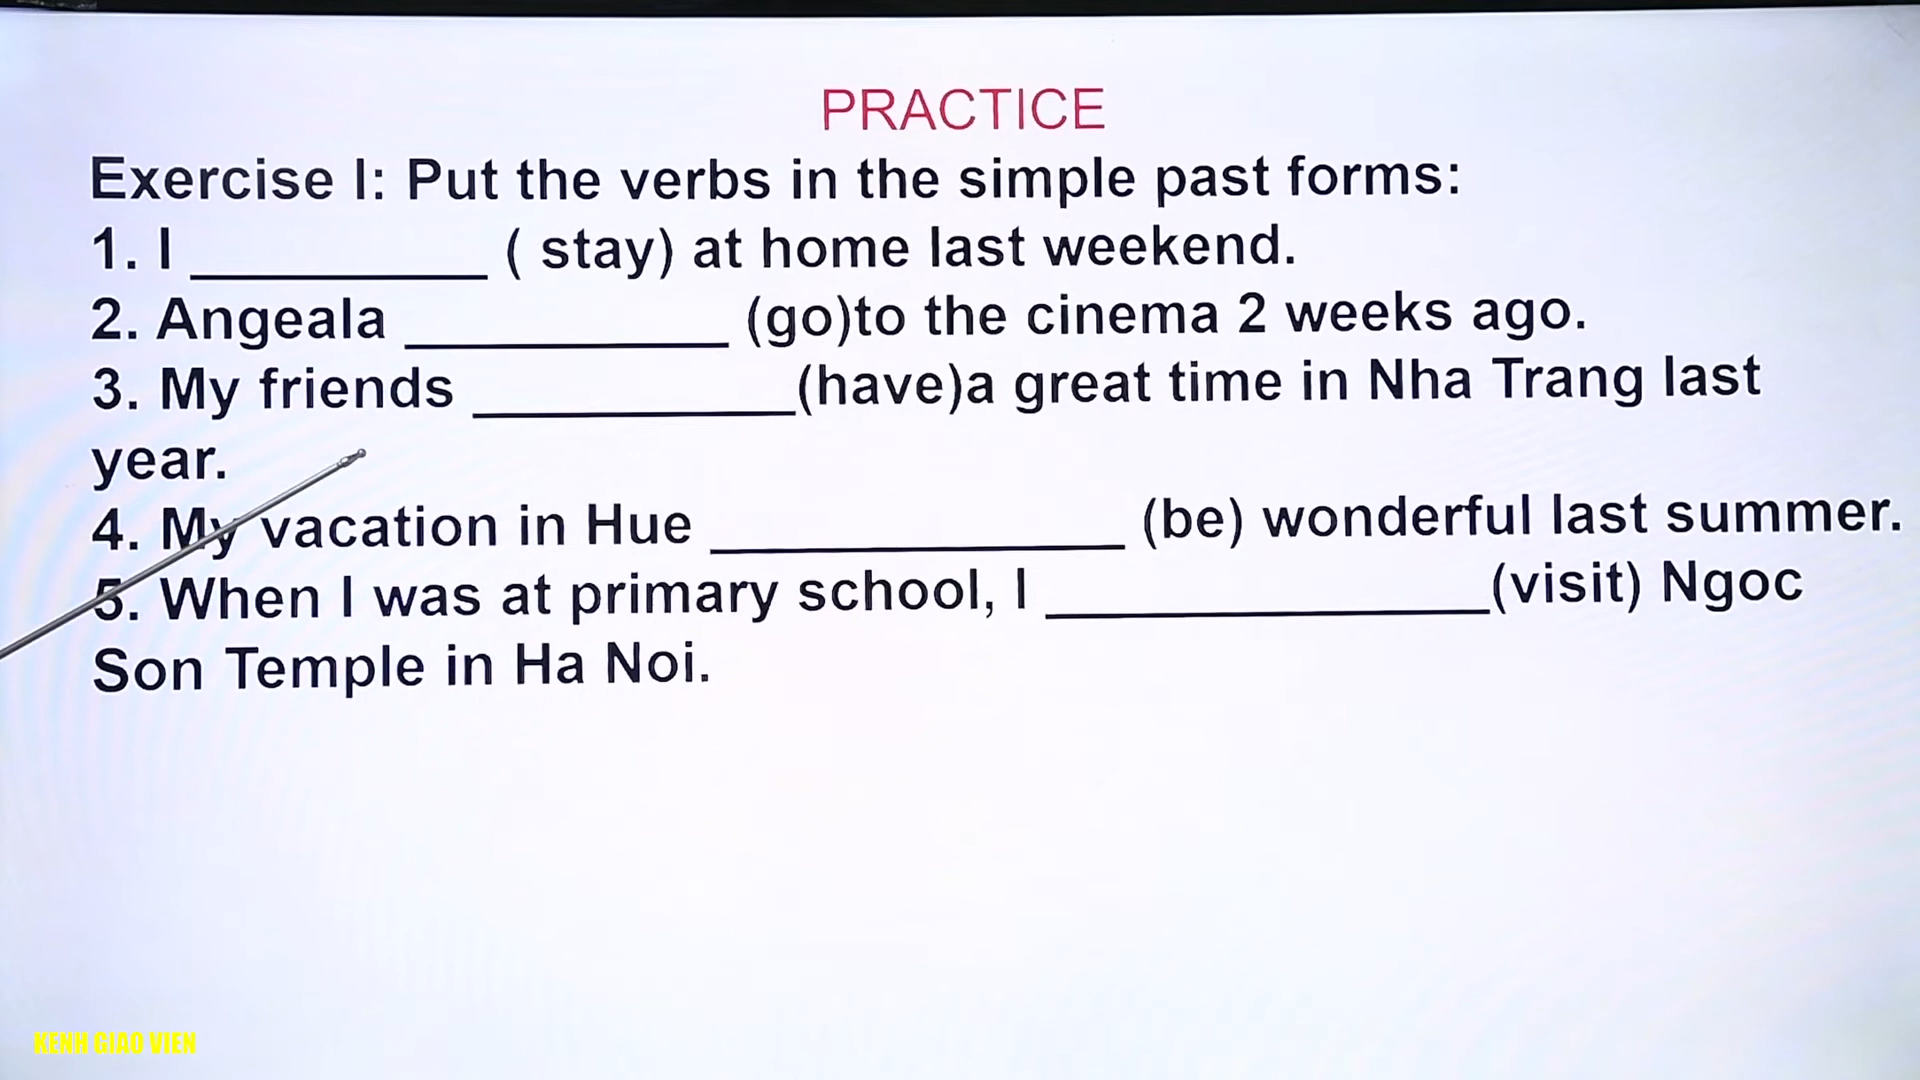 PRACTICE
Exercise I: Put the verbs in the simple past forms:
1. I __________ ( stay) at home last weekend.
2. Angeala ___________ (go)to the cinema 2 weeks ago.
3. My friends ___________(have)a great time in Nha Trang last
year.
4. My vacation in Hue ______________ (be) wonderful last summer.
5. When I was at primary school, I _______________(visit) Ngoc
Son Temple in Ha Noi.
KENH GIAO VIEN